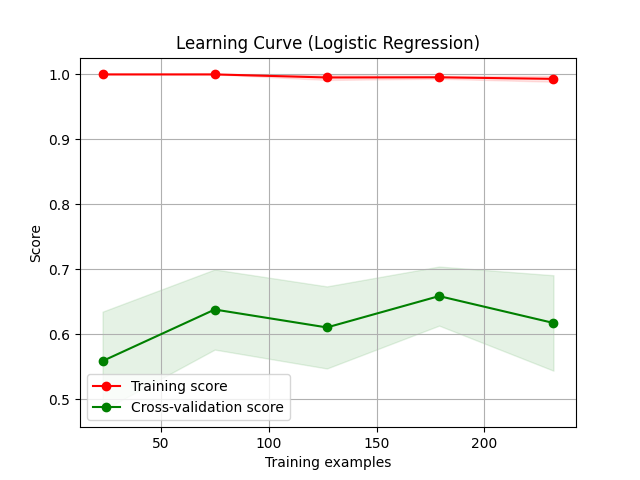 Learning Curve (Logistic Regression)
1.0
0.9
0.8
0.7
0.6
0.5
Score
Training score
Cross-validation score
50
100
150
200
Training examples